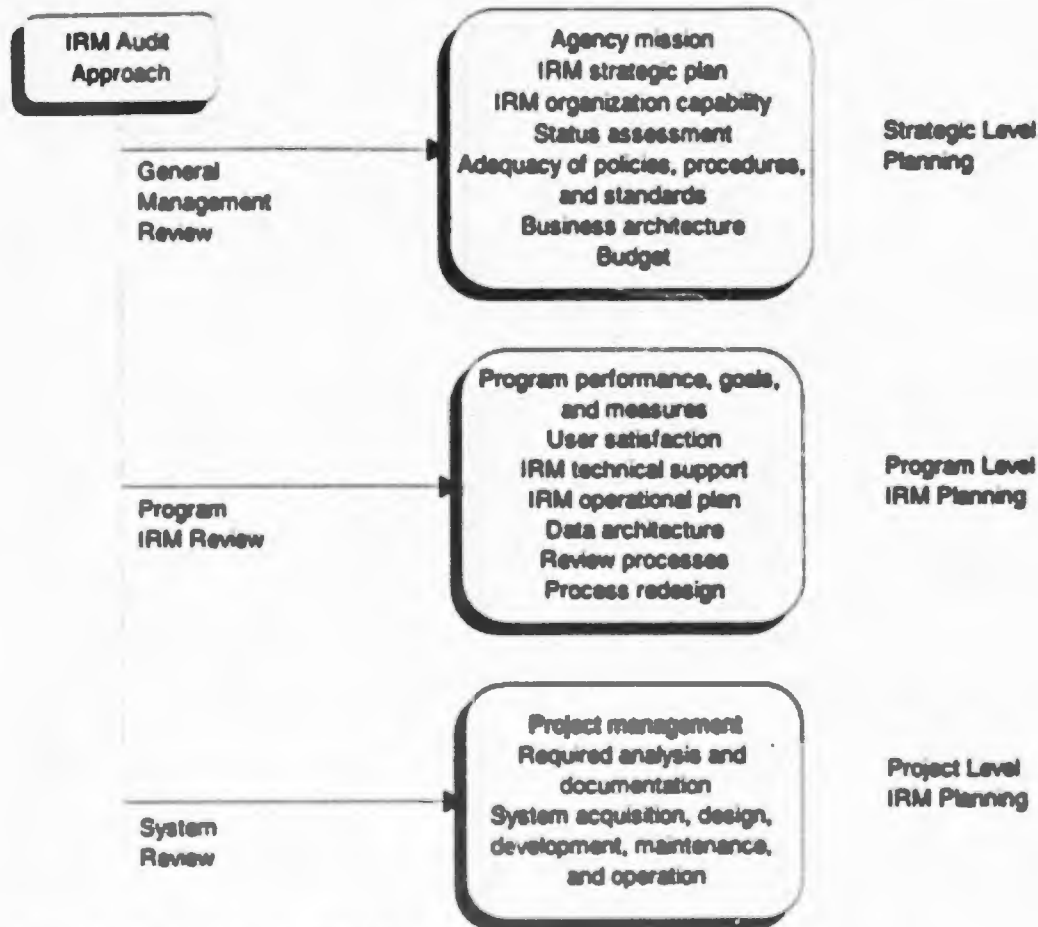 IRM Audit
Approach
General
Management
Review
Agency mission
IRM strategic plan
IRM organization capability
Status assessment
Adequacy of policies, procedures,
and standards
Business architecture
Budget
Strategic Level
Planning
Program
IRM Review
Program performance, goals,
and measures
User satisfaction
IRM technical support
IRM operational plan
Data architecture
Review processes
Process redesign
Program Level
IRM Planning
System
Review
Project management
Required analysis and
documentation
System acquisition, design,
development, maintenance,
and operation
Project Level
IRM Planning